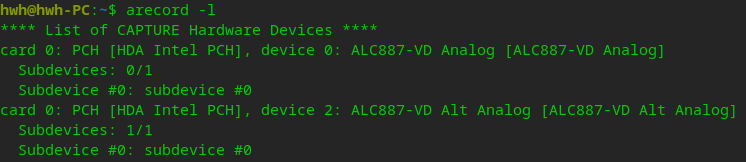 hwh@hwh-PC:~$ arecord -l
**** List of CAPTURE Hardware Devices ****
card 0: PCH [HDA Intel PCH], device 0: ALC887-VD Analog [ALC887-VD Analog]
  Subdevices: 0/1
  Subdevice #0: subdevice #0
card 0: PCH [HDA Intel PCH], device 2: ALC887-VD Alt Analog [ALC887-VD Alt Analog]
  Subdevices: 1/1
  Subdevice #0: subdevice #0